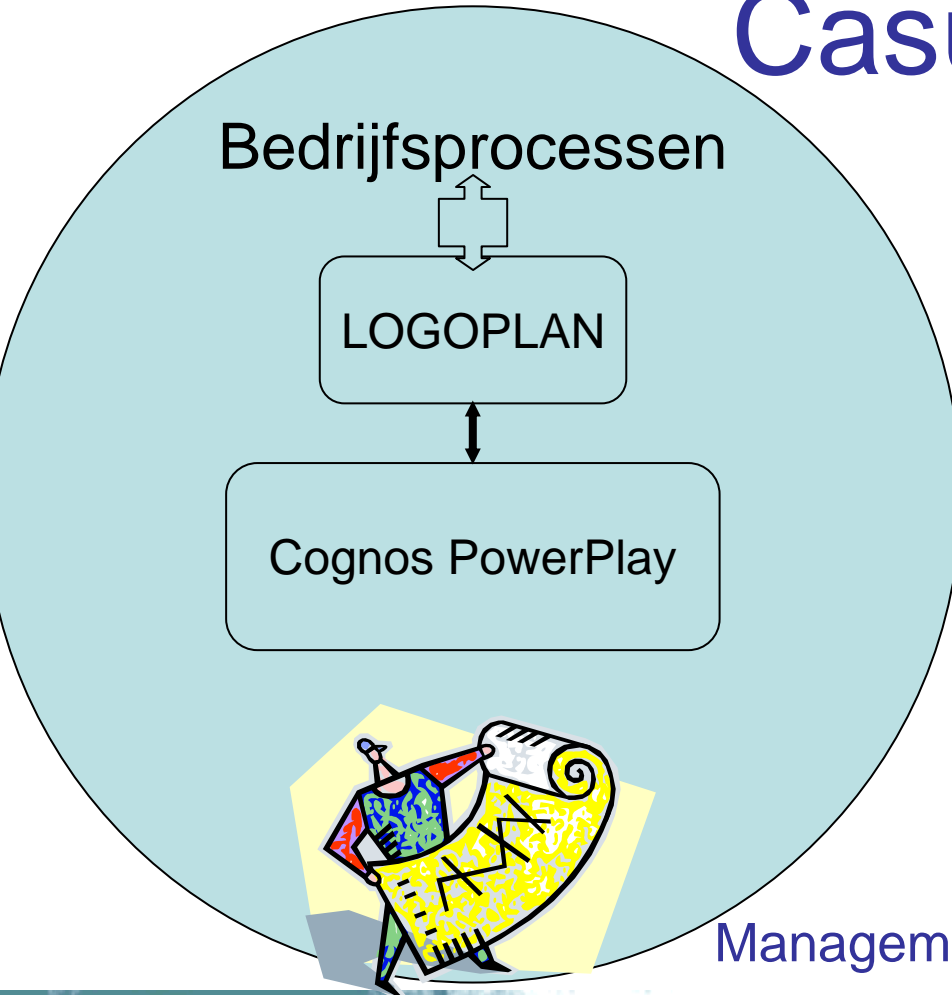 Casu
Bedrijfsprocessen
LOGOPLAN
Cognos PowerPlay
Managem